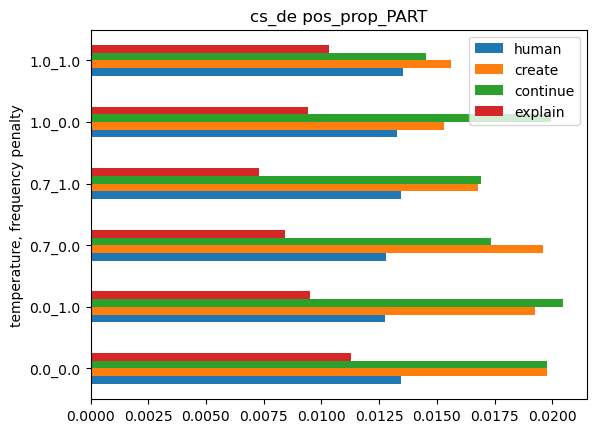 cs_de pos_prop_PART
human
create
continue
explain
temperature, frequency penalty
1.0_1.0
1.0_0.0
0.7_1.0
0.7_0.0
0.0_1.0
0.0_0.0
0.0000 0.0025 0.0050 0.0075 0.0100 0.0125 0.0150 0.0175 0.0200